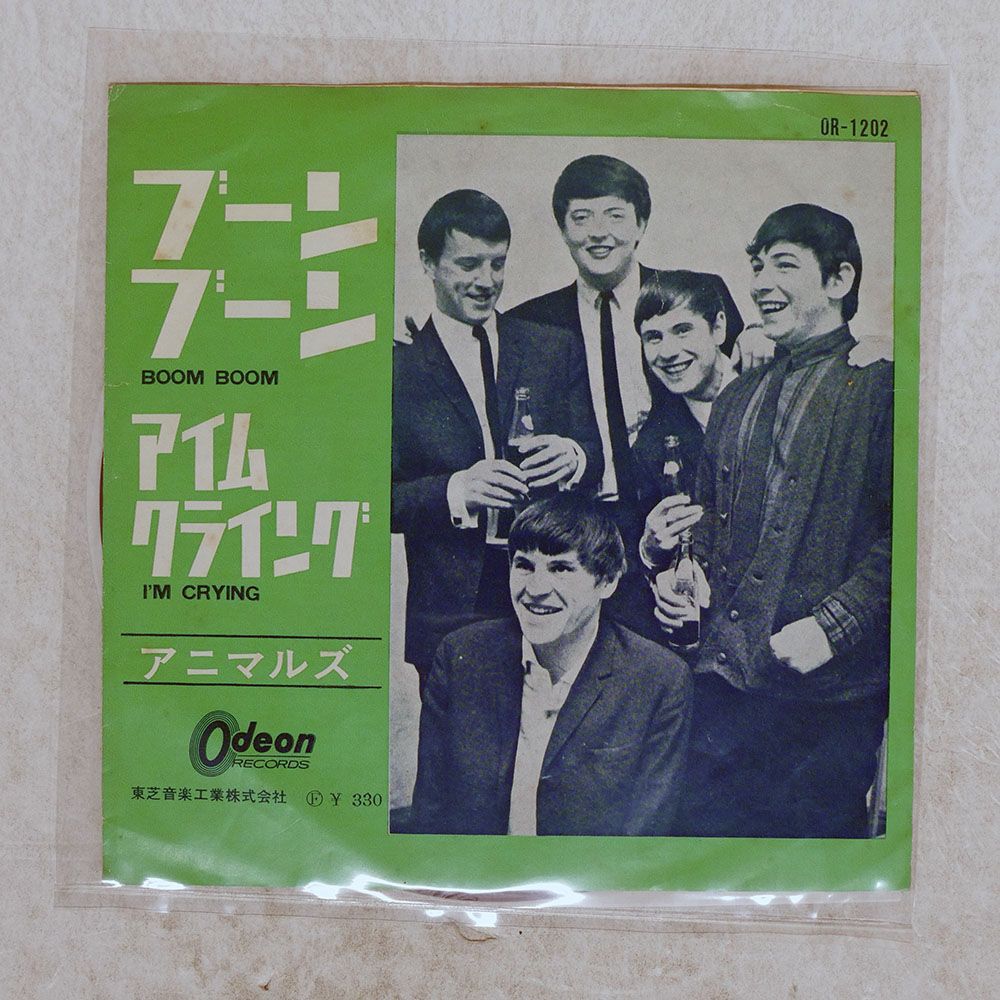 OR-1202
ブーン
ブーン
BOOM BOOM
アイム
クライング
I'M CRYING
アニマルズ
Odeon
RECORDS
東芝音楽工業株式会社 Ⓕ ¥ 330